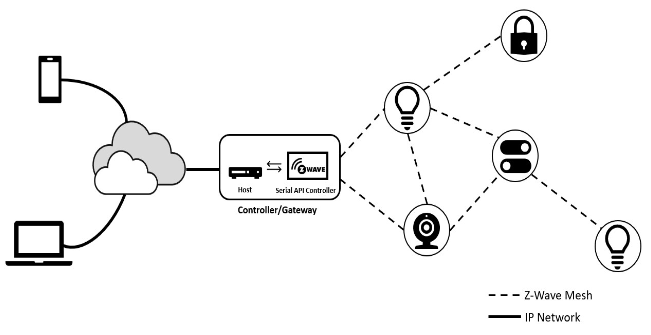 WAVE
Host
Serial API Controller
Controller/Gateway
Z-Wave Mesh
IP Network